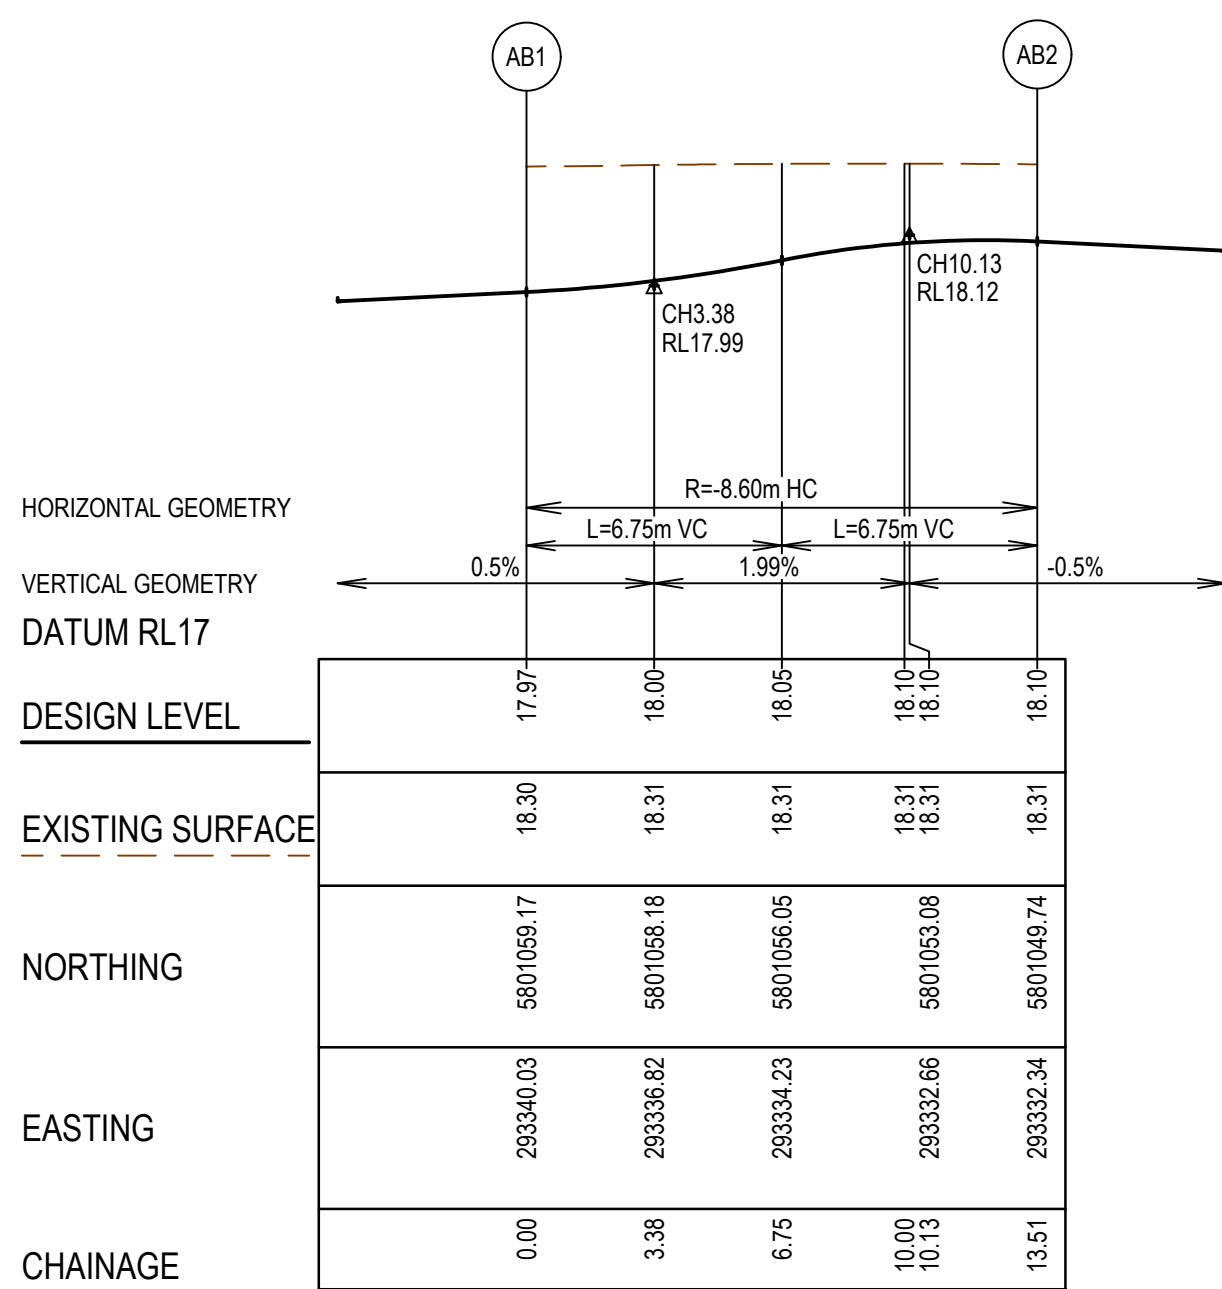 AB1
AB2
CH10.13
RL18.12
CH3.38
RL17.99
HORIZONTAL GEOMETRY
R=-8.60m HC
L=6.75m VC
L=6.75m VC
VERTICAL GEOMETRY
0.5%
1.99%
-0.5%
DATUM RL17
DESIGN LEVEL
17.97
18.00
18.05
18.10
18.10
18.10
EXISTING SURFACE
18.30
18.31
18.31
18.31
18.31
18.31
NORTHING
5801059.17
5801058.18
5801056.05
5801053.08
5801049.74
EASTING
293340.03
293336.82
293334.23
293332.66
293332.34
CHAINAGE
0.00
3.38
6.75
10.00
10.13
13.51